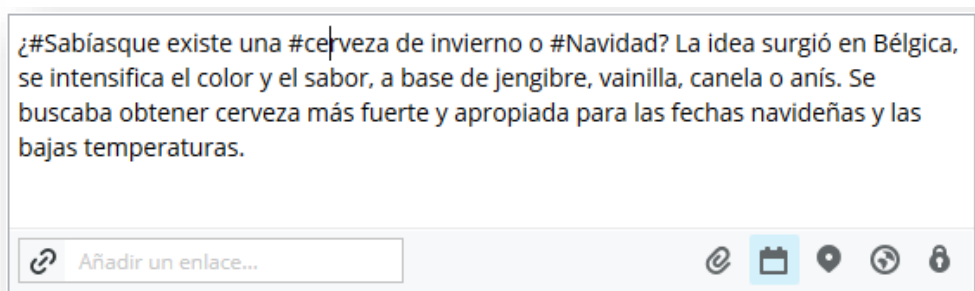 ¿#Sabíasque existe una #cerveza de invierno o #Navidad? La idea surgió en Bélgica,
se intensifica el color y el sabor, a base de jengibre, vainilla, canela o anís. Se
buscaba obtener cerveza más fuerte y apropiada para las fechas navideñas y las
bajas temperaturas.
Añadir un enlace...